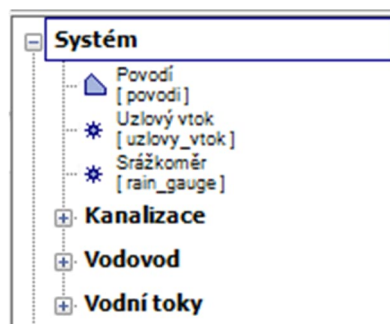 Systém
Povodí
[ povodi ]
Uzlový vtok
[ uzlovy_vtok ]
Srážkoměr
[ rain_gauge ]
Kanalizace
Vodovod
Vodní toky